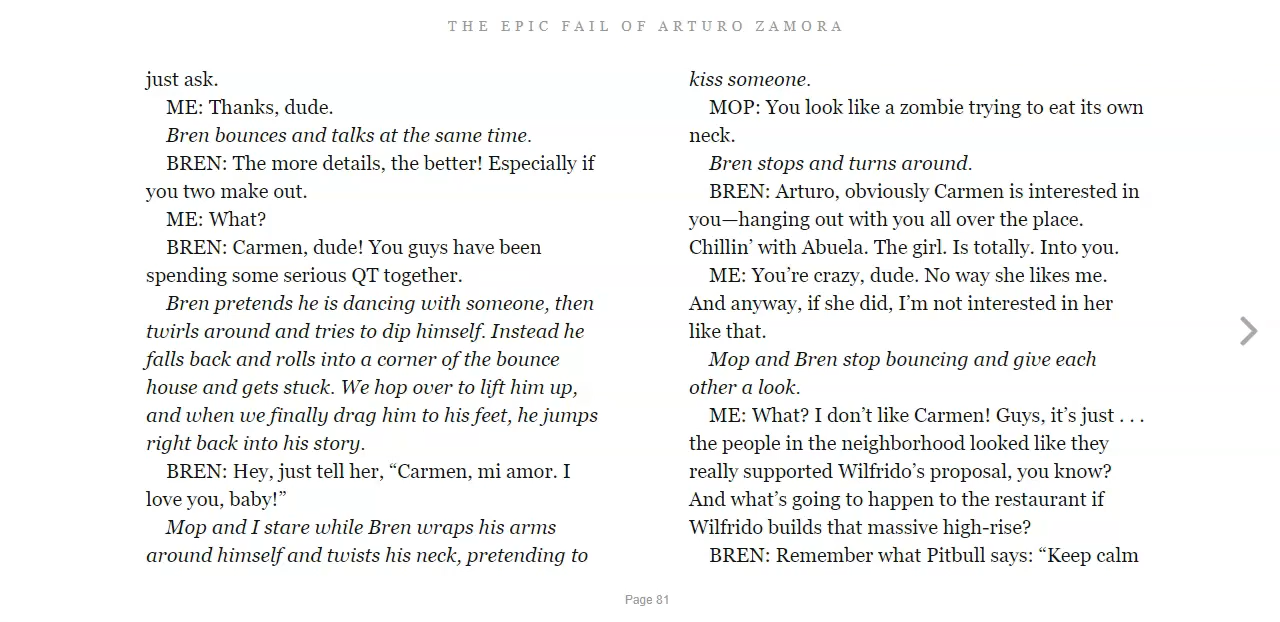 THE EPIC FAIL OF ARTURO ZAMORA
just ask.
ME: Thanks, dude.
Bren bounces and talks at the same time.
BREN: The more details, the better! Especially if
you two make out.
ME: What?
BREN: Carmen, dude! You guys have been
spending some serious QT together.
Bren pretends he is dancing with someone, then
twirls around and tries to dip himself. Instead he
falls back and rolls into a corner of the bounce
house and gets stuck. We hop over to lift him up,
and when we finally drag him to his feet, he jumps
right back into his story.
BREN: Hey, just tell her, “Carmen, mi amor. I
love you, baby!”
Mop and I stare while Bren wraps his arms
around himself and twists his neck, pretending to
kiss someone.
MOP: You look like a zombie trying to eat its own
neck.
Bren stops and turns around.
BREN: Arturo, obviously Carmen is interested in
you—hanging out with you all over the place.
Chillin’ with Abuela. The girl. Is totally. Into you.
ME: You’re crazy, dude. No way she likes me.
And anyway, if she did, I’m not interested in her
like that.
Mop and Bren stop bouncing and give each
other a look.
ME: What? I don’t like Carmen! Guys, it’s just . . .
the people in the neighborhood looked like they
really supported Wilfrido’s proposal, you know?
And what’s going to happen to the restaurant if
Wilfrido builds that massive high-rise?
BREN: Remember what Pitbull says: “Keep calm
Page 81